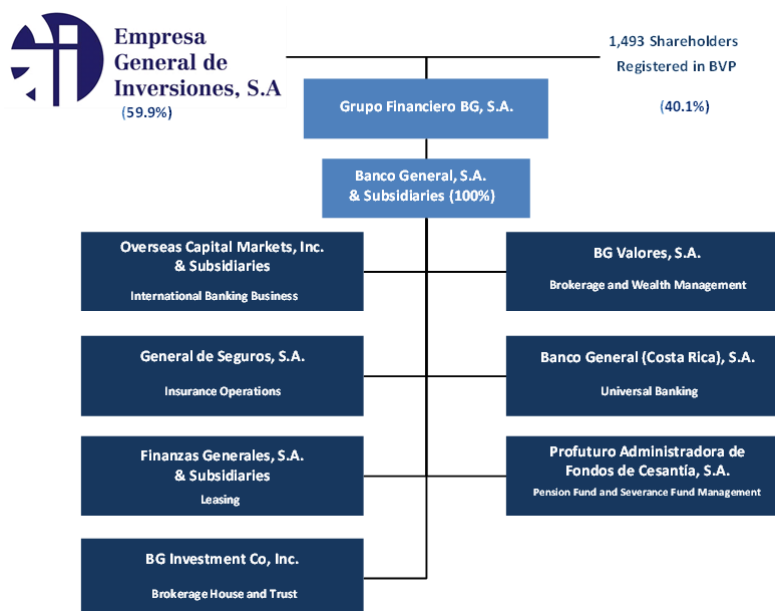 Empresa
General de
Inversiones, S.A
(59.9%)
1,493 Shareholders
Registered in BVP
(40.1%)
Grupo Financiero BG, S.A.
Banco General, S.A.
& Subsidiaries (100%)
Overseas Capital Markets, Inc.
& Subsidiaries
International Banking Business
BG Valores, S.A.
Brokerage and Wealth Management
General de Seguros, S.A.
Insurance Operations
Banco General (Costa Rica), S.A.
Universal Banking
Finanzas Generales, S.A.
& Subsidiaries
Leasing
Profuturo Administradora de
Fondos de Cesantía, S.A.
Pension Fund and Severance Fund Management
BG Investment Co, Inc.
Brokerage House and Trust